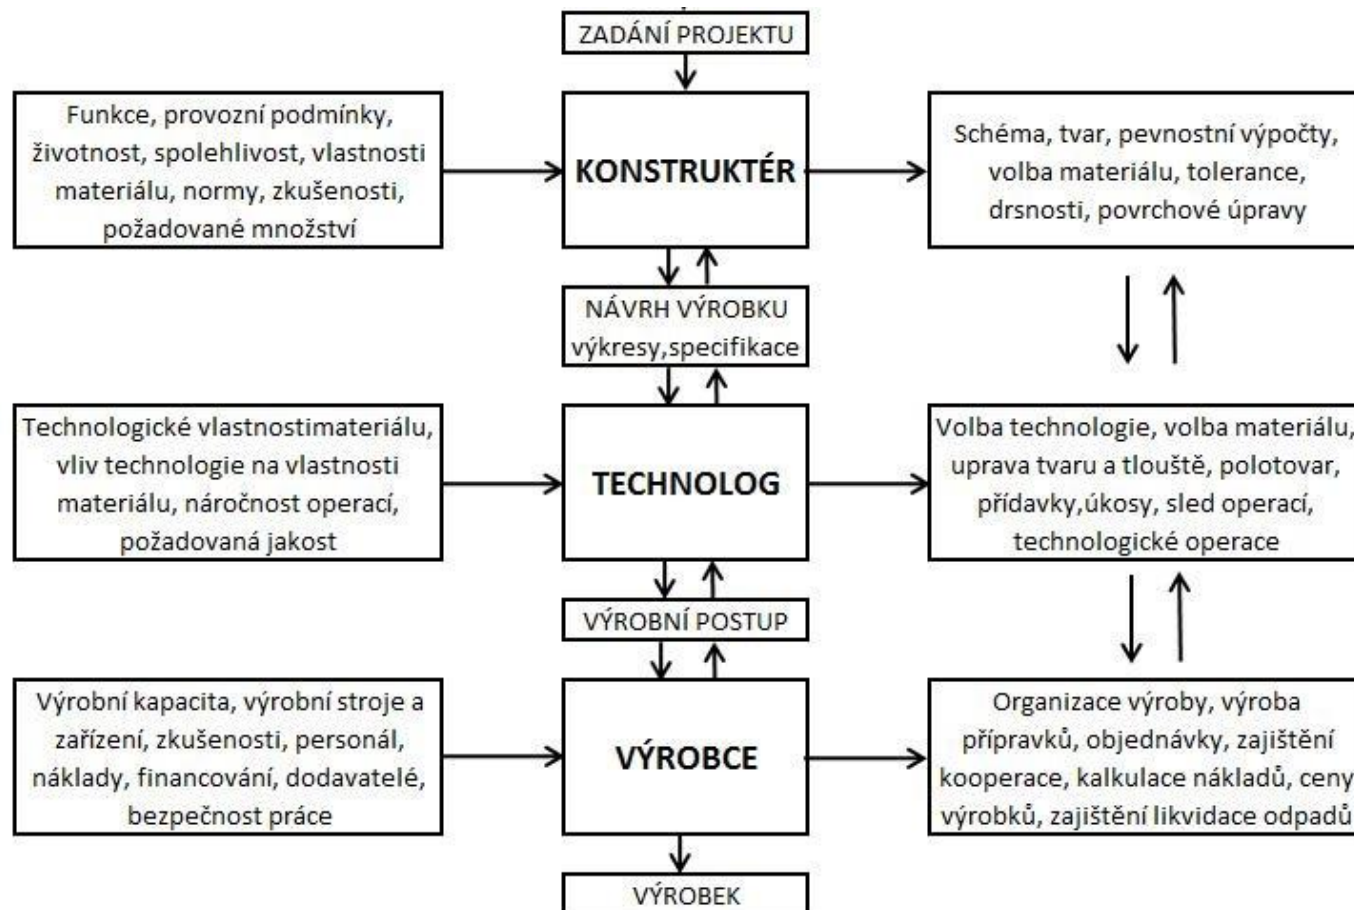 ZADÁNÍ PROJEKTU
Funkce, provozní podmínky,
životnost, spolehlivost, vlastnosti
materiálu, normy, zkušenosti,
požadované množství
KONSTRUKTÉR
Schéma, tvar, pevnostní výpočty,
volba materiálu, tolerance,
drsnosti, povrchové úpravy
NÁVRH VÝROBKU
výkresy,specifikace
Technologické vlastnostimateriálu,
vliv technologie na vlastnosti
materiálu, náročnost operací,
požadovaná jakost
TECHNOLOG
Volba technologie, volba materiálu,
uprava tvaru a tlouště, polotovar,
přídavky,úkosy, sled operací,
technologické operace
VÝROBNÍ POSTUP
Výrobní kapacita, výrobní stroje a
zařízení, zkušenosti, personál,
náklady, financování, dodavatelé,
bezpečnost práce
VÝROBCE
Organizace výroby, výroba
přípravků, objednávky, zajištění
kooperace, kalkulace nákladů, ceny
výrobků, zajištění likvidace odpadů
VÝROBEK